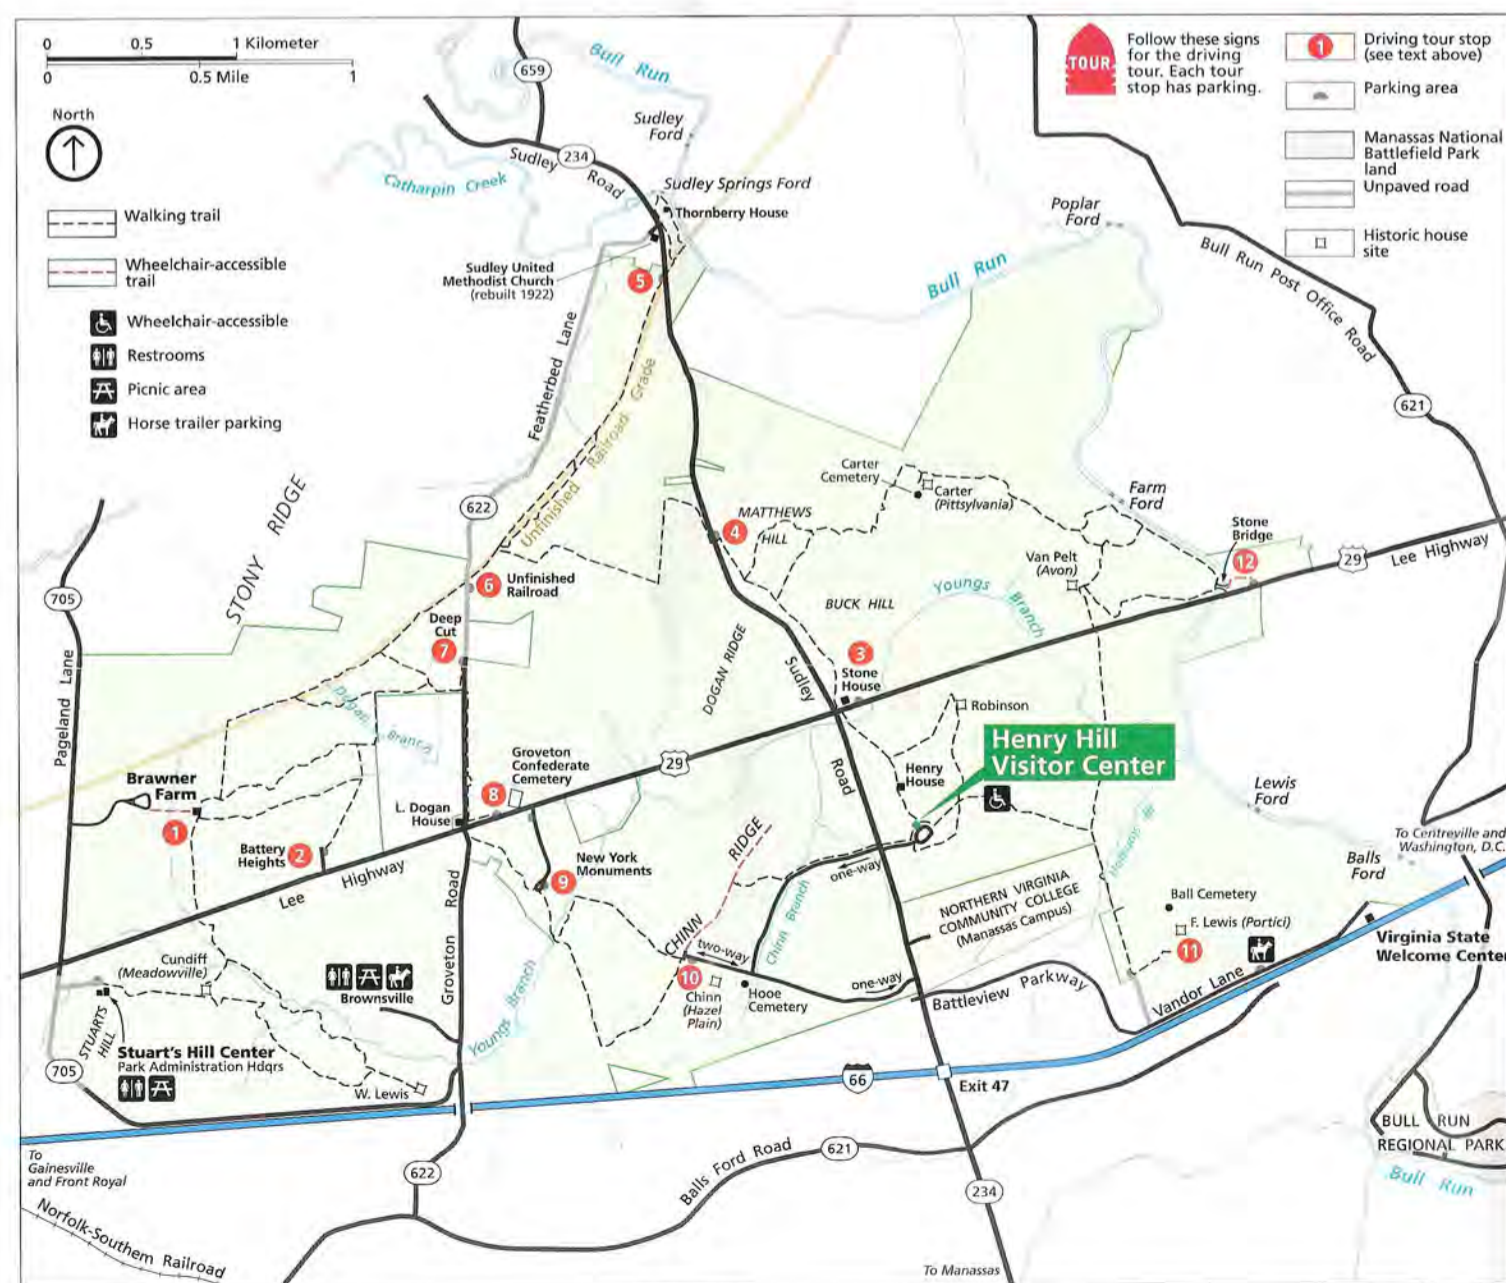 0 0.5 1 Kilometer
0 0.5 Mile 1
North
Walking trail
Wheelchair-accessible
trail
Wheelchair-accessible
Restrooms
Picnic area
Horse trailer parking
TOUR
Follow these signs
for the driving
tour. Each tour
stop has parking.
1
Driving tour stop
(see text above)
Parking area
Manassas National
Battlefield Park
land
Unpaved road
Historic house
site
659
Bull Run
Sudley
Ford
234
Sudley Road
Catharpin Creek
Sudley Springs Ford
Thornberry House
Sudley United
Methodist Church
(rebuilt 1922)
5
Poplar
Ford
Bull Run
Bull Run Post Office Road
621
Featherbed Lane
Unfinished Railroad Grade
622
STONY RIDGE
705
Pageland Lane
Carter
Cemetery
Carter
(Pittsylvania)
MATTHEWS
HILL
4
Farm
Ford
Stone
Bridge
12
29
Lee Highway
Van Pelt
(Avon)
Youngs Branch
BUCK HILL
6
Unfinished
Railroad
Deep
Cut
7
DOGAN RIDGE
Sudley
Road
3
Stone
House
Robinson
Henry Hill
Visitor Center
Henry
House
Dogan Branch
Groveton
Confederate
Cemetery
29
Brawner
Farm
1
8
L. Dogan
House
Battery
Heights
2
Lee Highway
9
New York
Monuments
CHINN RIDGE
one-way
Chinn Branch
two-way
one-way
10
Chinn
(Hazel
Plain)
Hooe
Cemetery
NORTHERN VIRGINIA
COMMUNITY COLLEGE
(Manassas Campus)
Lewis
Ford
To Centreville and
Washington, D.C.
Balls
Ford
Ball Cemetery
F. Lewis (Portici)
11
Virginia State
Welcome Center
Vandor Lane
Battleview Parkway
Cundiff
(Meadowville)
Groveton Road
Brownsville
Youngs Branch
STUARTS
HILL
Stuart's Hill Center
Park Administration Hdqrs
705
W. Lewis
66
Exit 47
To
Gainesville
and Front Royal
Norfolk-Southern Railroad
622
Balls Ford Road
621
234
To Manassas
BULL RUN
REGIONAL PARK
Bull Run